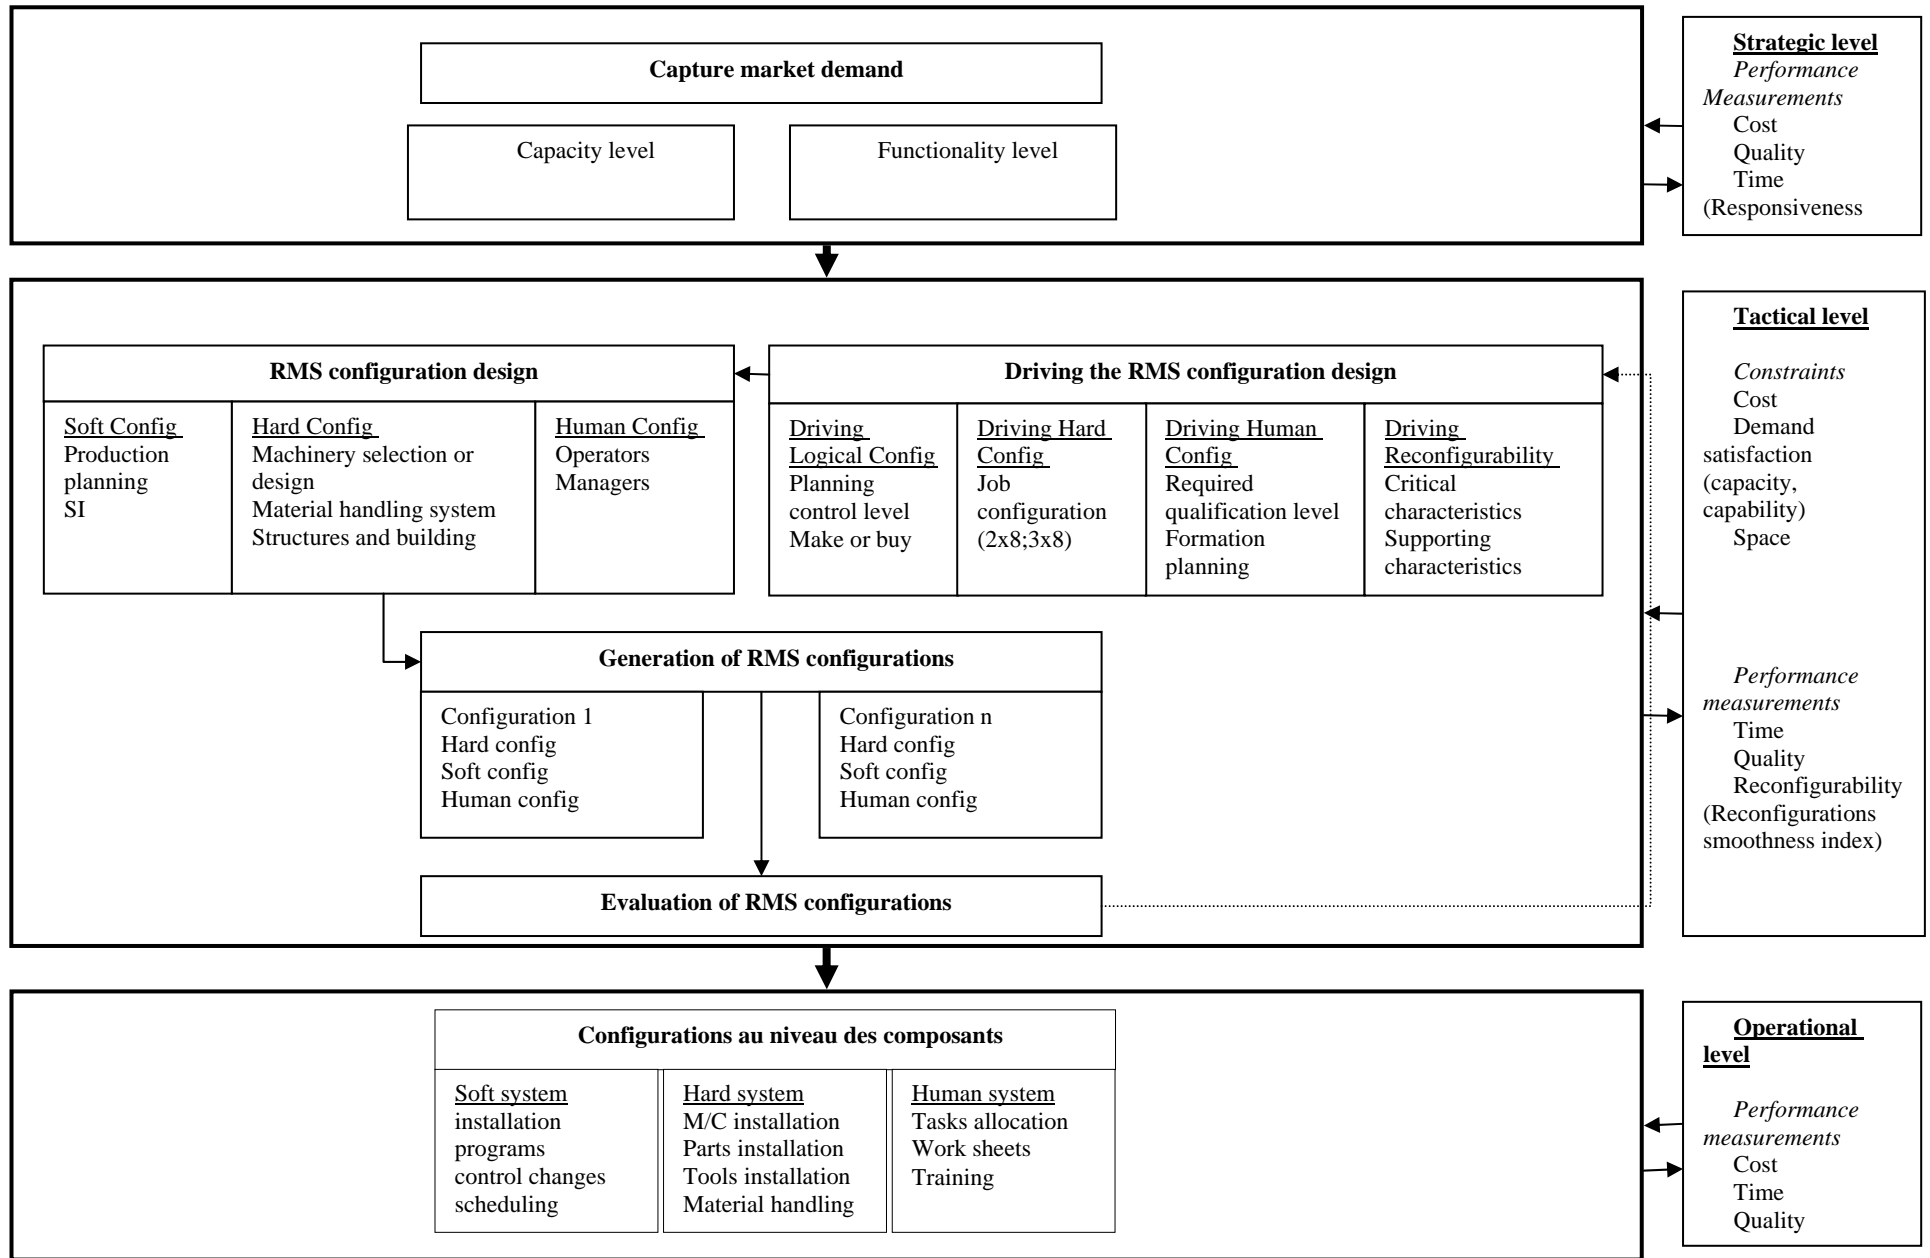 Capture market demand
Capacity level
Functionality level
Strategic level
Performance
Measurements
Cost
Quality
Time
(Responsiveness
RMS configuration design
Soft Config
Production
planning
SI
Hard Config
Machinery selection or
design
Material handling system
Structures and building
Human Config
Operators
Managers
Driving the RMS configuration design
Driving
Logical Config
Planning
control level
Make or buy
Driving Hard
Config
Job
configuration
(2x8;3x8)
Driving Human
Config
Required
qualification level
Formation
planning
Driving
Reconfigurability
Critical
characteristics
Supporting
characteristics
Generation of RMS configurations
Configuration 1
Hard config
Soft config
Human config
Configuration n
Hard config
Soft config
Human config
Evaluation of RMS configurations
Tactical level
Constraints
Cost
Demand
satisfaction
(capacity,
capability)
Space
Performance
measurements
Time
Quality
Reconfigurability
(Reconfigurations
smoothness index)
Configurations au niveau des composants
Soft system
installation
programs
control changes
scheduling
Hard system
M/C installation
Parts installation
Tools installation
Material handling
Human system
Tasks allocation
Work sheets
Training
Operational
level
Performance
measurements
Cost
Time
Quality